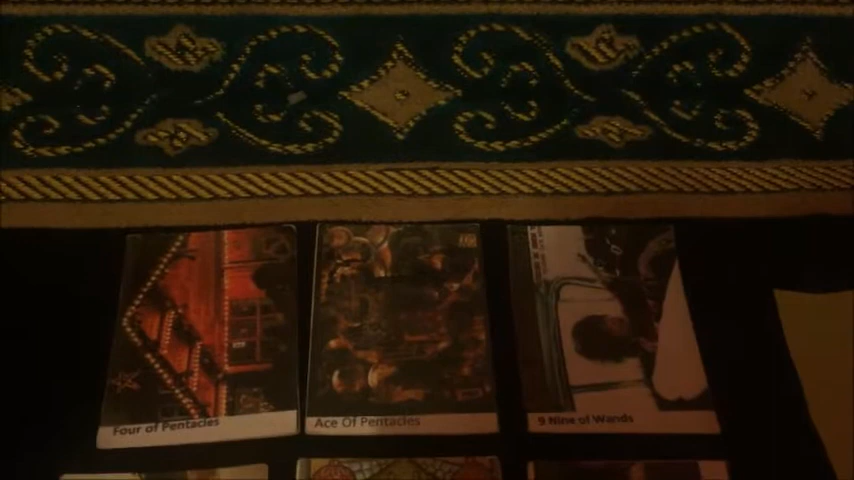 Four of Pentacles
Ace Of Pentacles
9 Nine of Wands